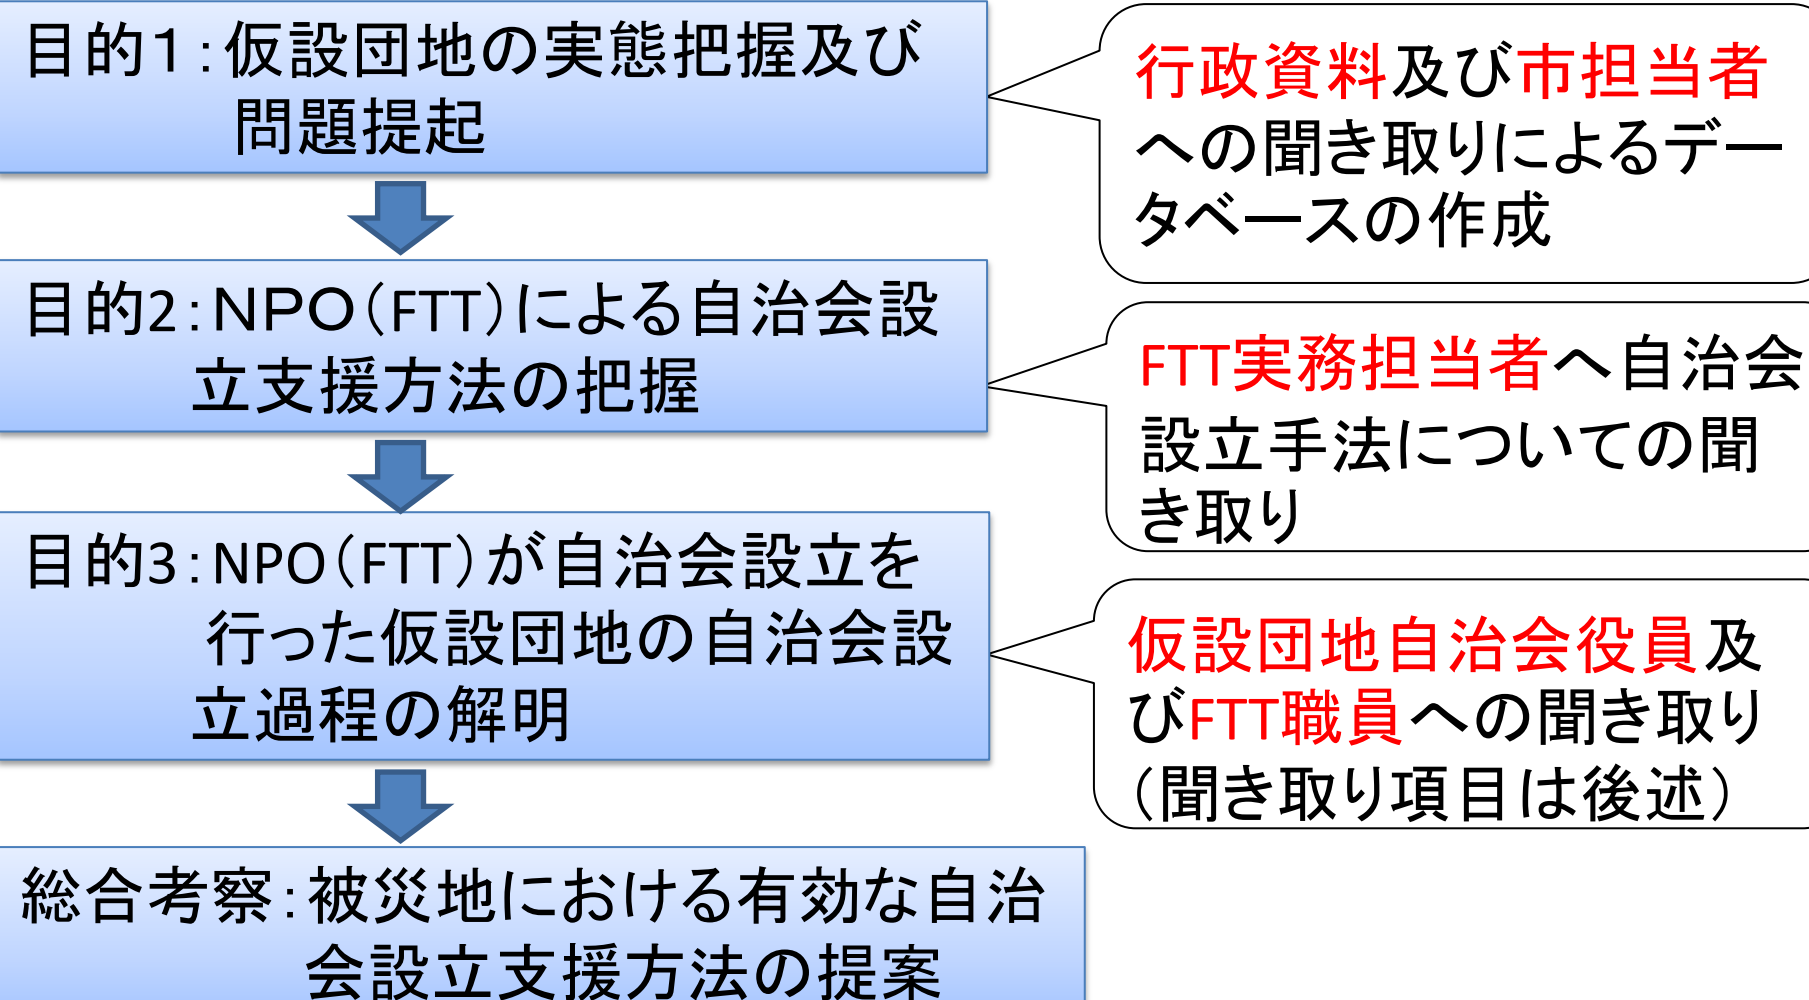 目的１：仮設団地の実態把握及び
問題提起
行政資料及び市担当者
への聞き取りによるデー
タベースの作成
目的2：ＮＰＯ（FTT）による自治会設
立支援方法の把握
FTT実務担当者へ自治会
設立手法についての聞
き取り
目的3：NPO（FTT）が自治会設立を
行った仮設団地の自治会設
立過程の解明
仮設団地自治会役員及
びFTT職員への聞き取り
（聞き取り項目は後述）
総合考察：被災地における有効な自治
会設立支援方法の提案